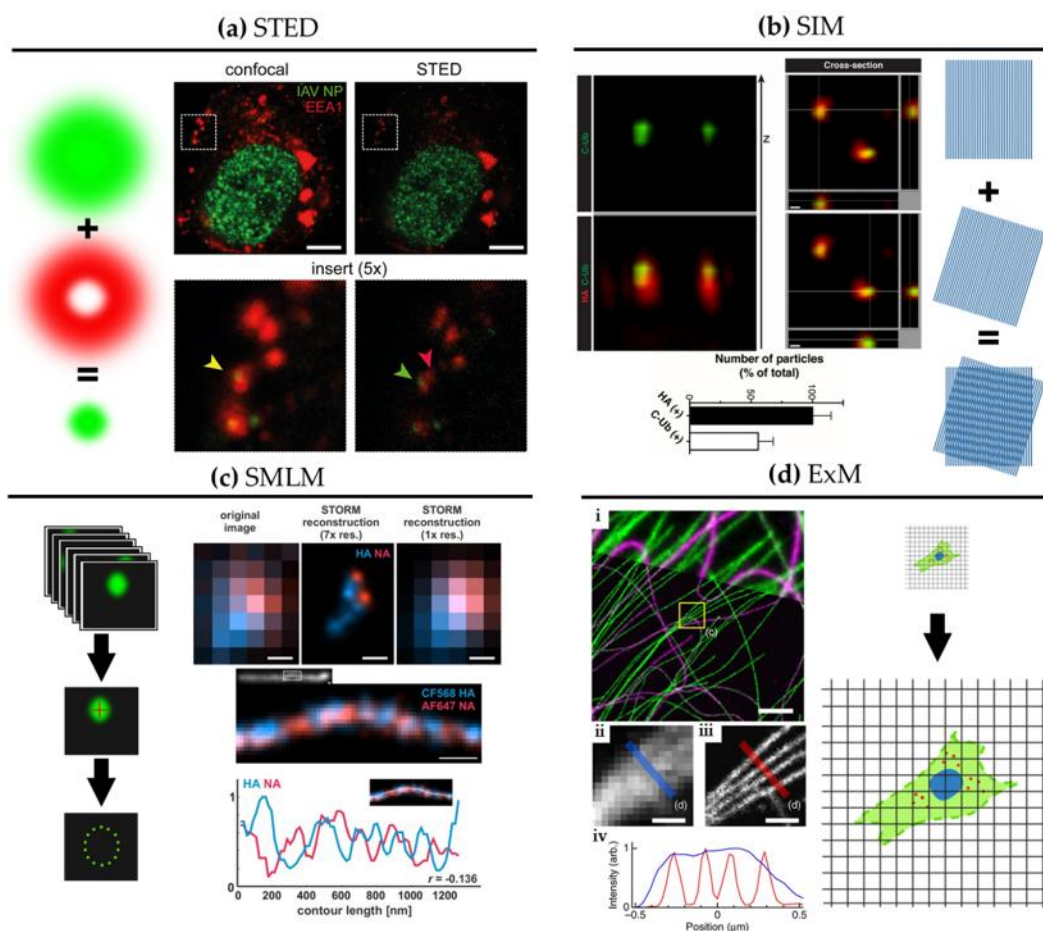 (a) STED
confocal
STED
IAV NP
EEA1
insert (5x)
(b) SIM
Cross-section
C-Ub
HA C-Ub
Z
Number of particles
(% of total)
0
50
100
HA (+)
C-Ub (+)
(c) SMLM
original
image
STORM
reconstruction
(7x res.)
STORM
reconstruction
(1x res.)
HA NA
CF568 HA
AF647 NA
HA NA
1
0
r = -0.136
0 200 400 600 800 1000 1200
contour length [nm]
(d) ExM
i
(c)
ii
(d)
iii
(d)
iv
Intensity (arb.)
1
0
−0.5
0
0.5
Position (μm)